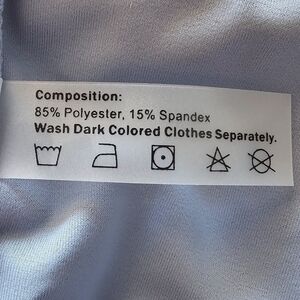 Composition:
85% Polyester, 15% Spandex
Wash Dark Colored Clothes Separately.